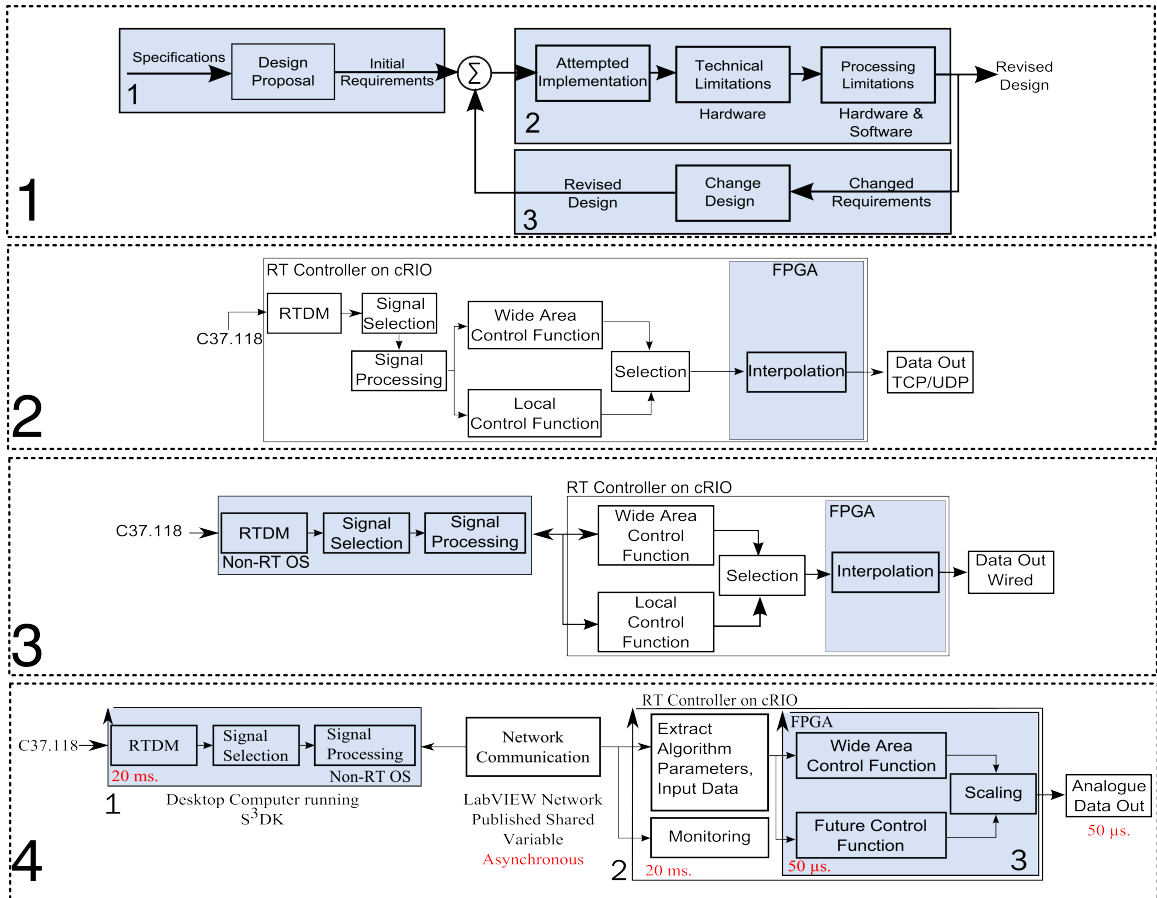 Specifications
Design
Proposal
Initial
Requirements
1
Σ
Attempted
Implementation
Technical
Limitations
Hardware
Processing
Limitations
Hardware &
Software
2
Revised
Design
Revised
Design
Change
Design
Changed
Requirements
3
1
RT Controller on cRIO
C37.118
RTDM
Signal
Selection
Signal
Processing
Wide Area
Control Function
Local
Control Function
Selection
FPGA
Interpolation
Data Out
TCP/UDP
2
C37.118
RTDM
Signal
Selection
Signal
Processing
Non-RT OS
RT Controller on cRIO
Wide Area
Control
Function
Local
Control
Function
Selection
FPGA
Interpolation
Data Out
Wired
3
C37.118
RTDM
Signal
Selection
Signal
Processing
20 ms.
Non-RT OS
1
Desktop Computer running
S³DK
Network
Communication
LabVIEW Network
Published Shared
Variable
Asynchronous
RT Controller on cRIO
Extract
Algorithm
Parameters,
Input Data
Monitoring
2
20 ms.
FPGA
Wide Area
Control Function
Future Control
Function
Scaling
50 µs.
3
Analogue
Data Out
50 µs.
4